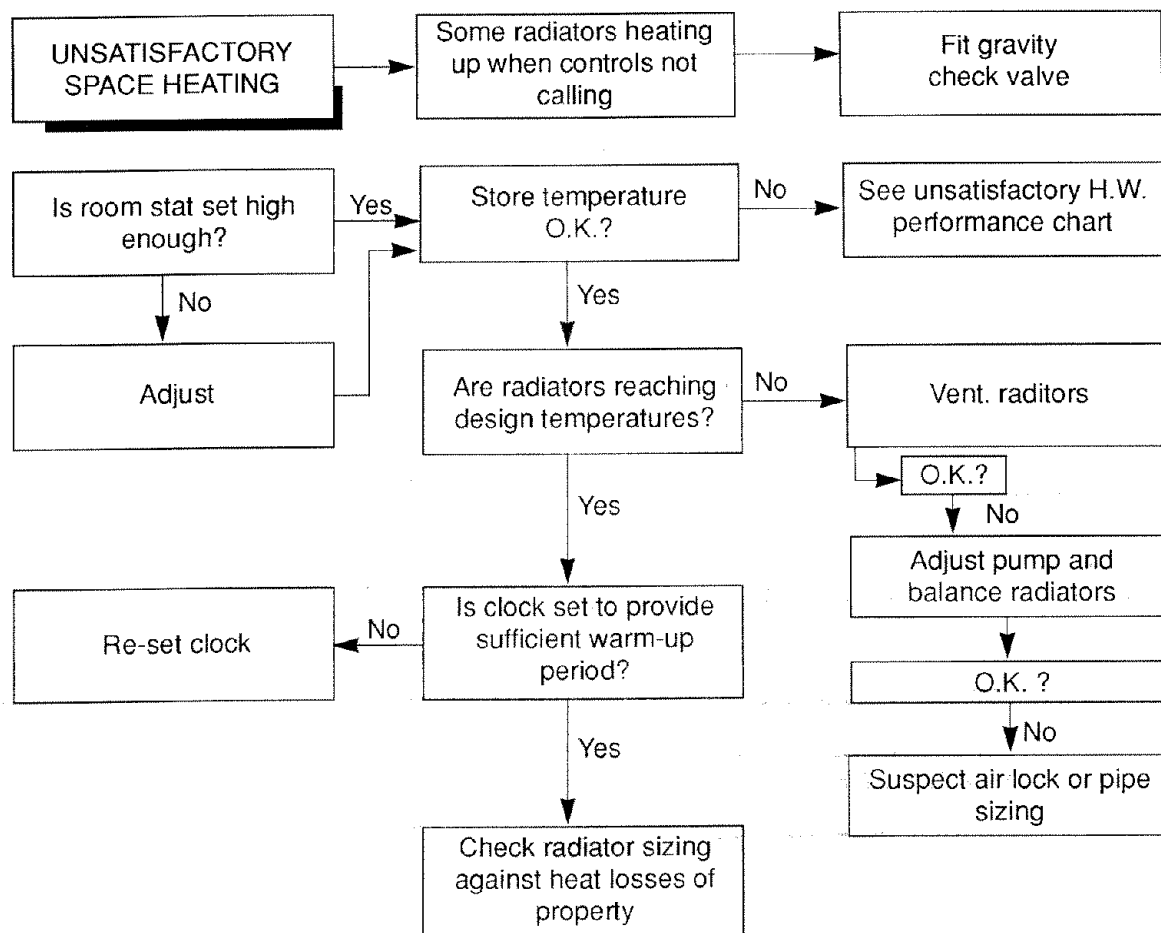 UNSATISFACTORY
SPACE HEATING
Some radiators heating
up when controls not
calling
Fit gravity
check valve
Is room stat set high
enough?
Yes
Store temperature
O.K.?
No
See unsatisfactory H.W.
performance chart
No
Yes
Adjust
Are radiators reaching
design temperatures?
No
Vent. raditors
O.K.?
Yes
No
Adjust pump and
balance radiators
Re-set clock
No
Is clock set to provide
sufficient warm-up
period?
O.K. ?
Yes
No
Suspect air lock or pipe
sizing
Check radiator sizing
against heat losses of
property